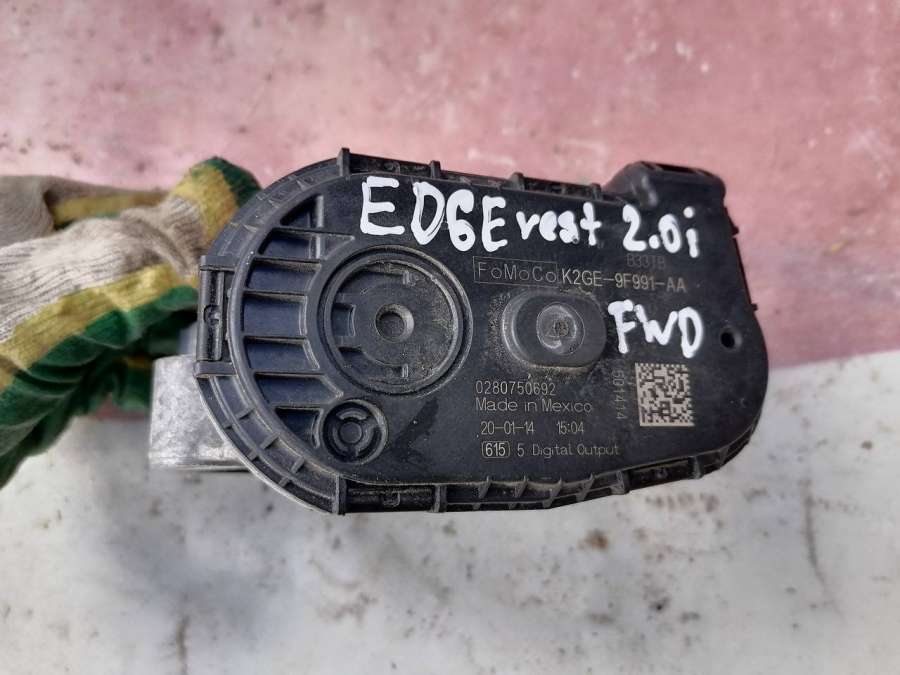 EDGE rest 2.0i
B33TB
FoMoCo K2GE-9F991-AA
FWD
0280750692
Made in Mexico
20-01-14 15:04
615 5 Digital Output